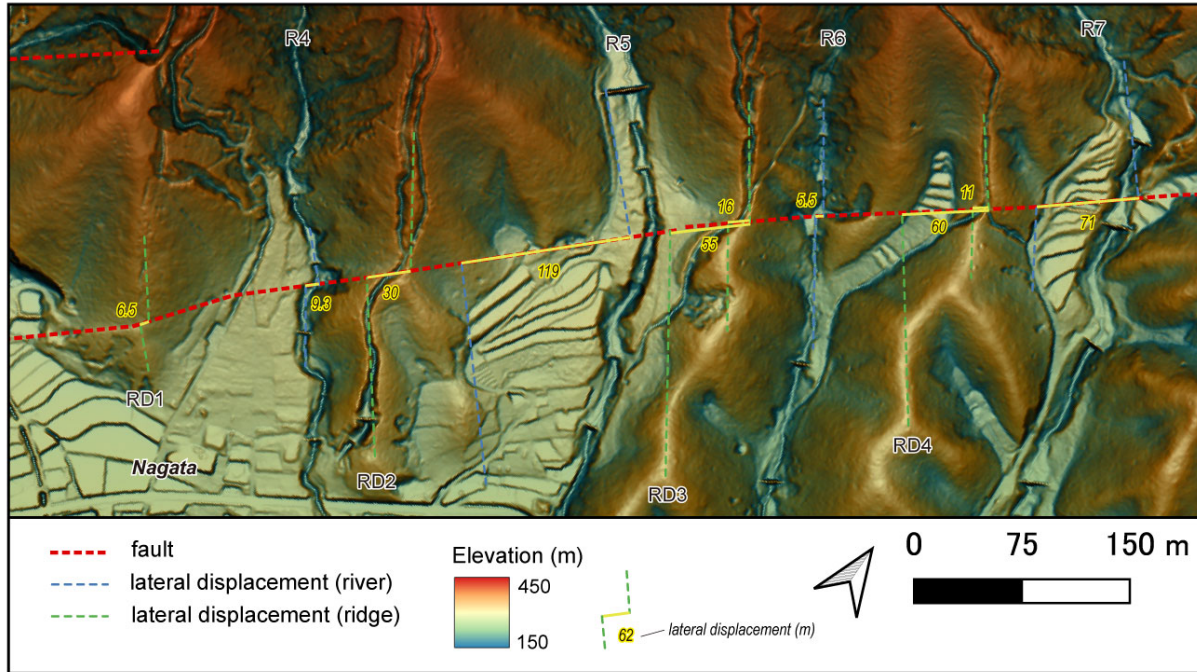 R4
R5
R6
R7
6.5
9.3
30
119
16
55
5.5
60
11
71
RD1
RD2
RD3
RD4
Nagata
fault
lateral displacement (river)
lateral displacement (ridge)
Elevation (m)
450
150
62
lateral displacement (m)
0 75 150 m